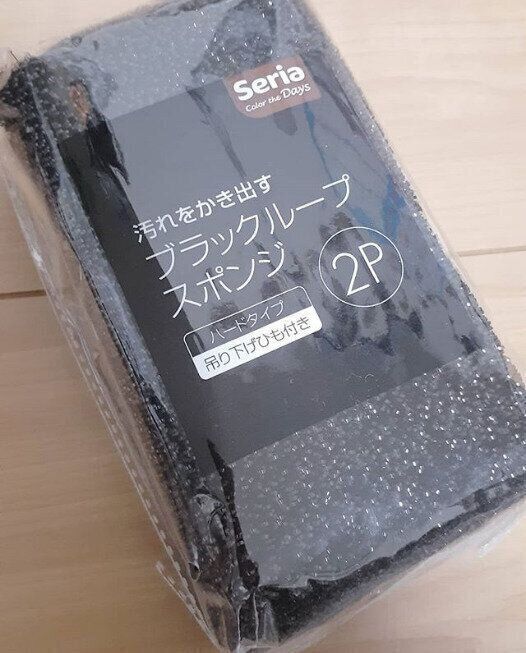 Seria
Color the Days
汚れをかき出す
ブラックループ
スポンジ
2P
ハードタイプ
吊り下げひも付き